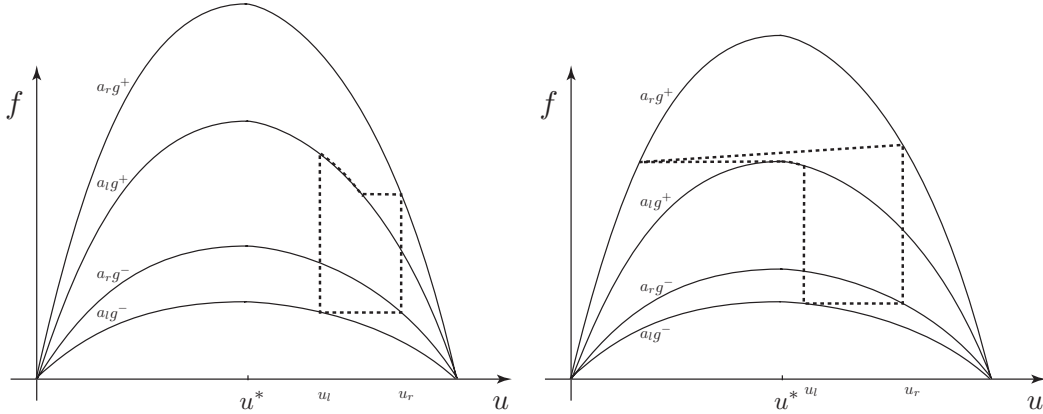 f
a_r g^+
a_l g^+
a_r g^-
a_l g^-
u^*
u_l
u_r
u
f
a_r g^+
a_l g^+
a_r g^-
a_l g^-
u^*
u_l
u_r
u